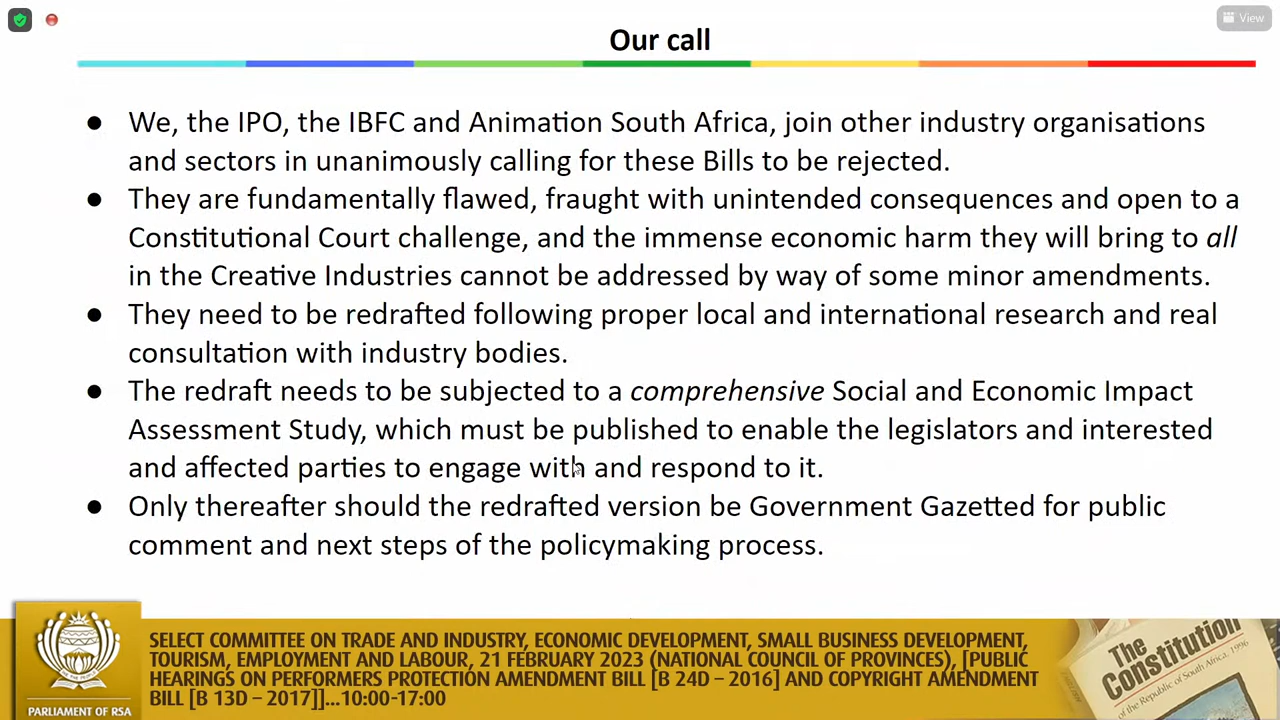 View
Our call
● We, the IPO, the IBFC and Animation South Africa, join other industry organisations
and sectors in unanimously calling for these Bills to be rejected.
● They are fundamentally flawed, fraught with unintended consequences and open to a
Constitutional Court challenge, and the immense economic harm they will bring to all
in the Creative Industries cannot be addressed by way of some minor amendments.
● They need to be redrafted following proper local and international research and real
consultation with industry bodies.
● The redraft needs to be subjected to a comprehensive Social and Economic Impact
Assessment Study, which must be published to enable the legislators and interested
and affected parties to engage with and respond to it.
● Only thereafter should the redrafted version be Government Gazetted for public
comment and next steps of the policymaking process.
SELECT COMMITTEE ON TRADE AND INDUSTRY, ECONOMIC DEVELOPMENT, SMALL BUSINESS DEVELOPMENT,
TOURISM, EMPLOYMENT AND LABOUR, 21 FEBRUARY 2023 (NATIONAL COUNCIL OF PROVINCES), [PUBLIC
HEARINGS ON PERFORMERS PROTECTION AMENDMENT BILL [B 24D – 2016] AND COPYRIGHT AMENDMENT
BILL [B 13D – 2017]]...10:00-17:00
PARLIAMENT OF RSA
The
Constitution
of the Republic of South Africa, 1996